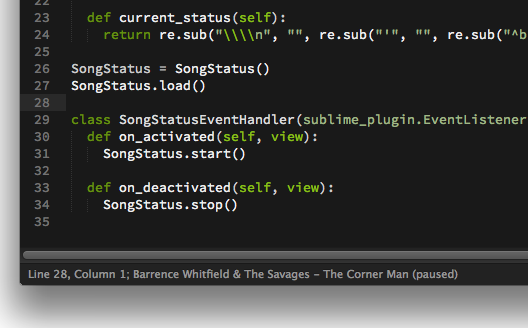 22
23 def current_status(self):
24 return re.sub("\\\\n", "", re.sub("'", "", re.sub("^b
25
26 SongStatus = SongStatus()
27 SongStatus.load()
28
29 class SongStatusEventHandler(sublime_plugin.EventListener
30 def on_activated(self, view):
31 SongStatus.start()
32
33 def on_deactivated(self, view):
34 SongStatus.stop()
35
Line 28, Column 1; Barrence Whitfield & The Savages – The Corner Man (paused)